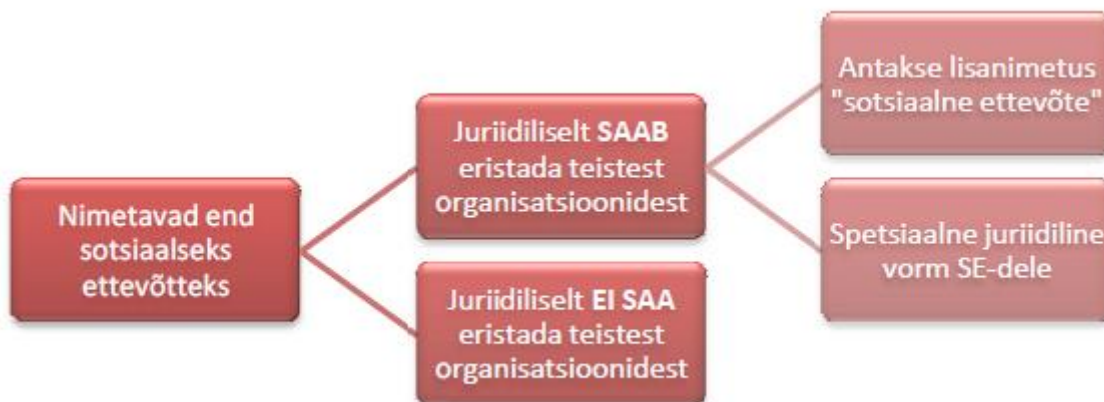 Nimetavad end
sotsiaalseks
ettevõtteks
Juriidiliselt SAAB
eristada teistest
organisatsioonidest
Juriidiliselt EI SAA
eristada teistest
organisatsioonidest
Antakse lisanimetus
"sotsiaalne ettevõte"
Spetsiaalne juriidiline
vorm SE-dele